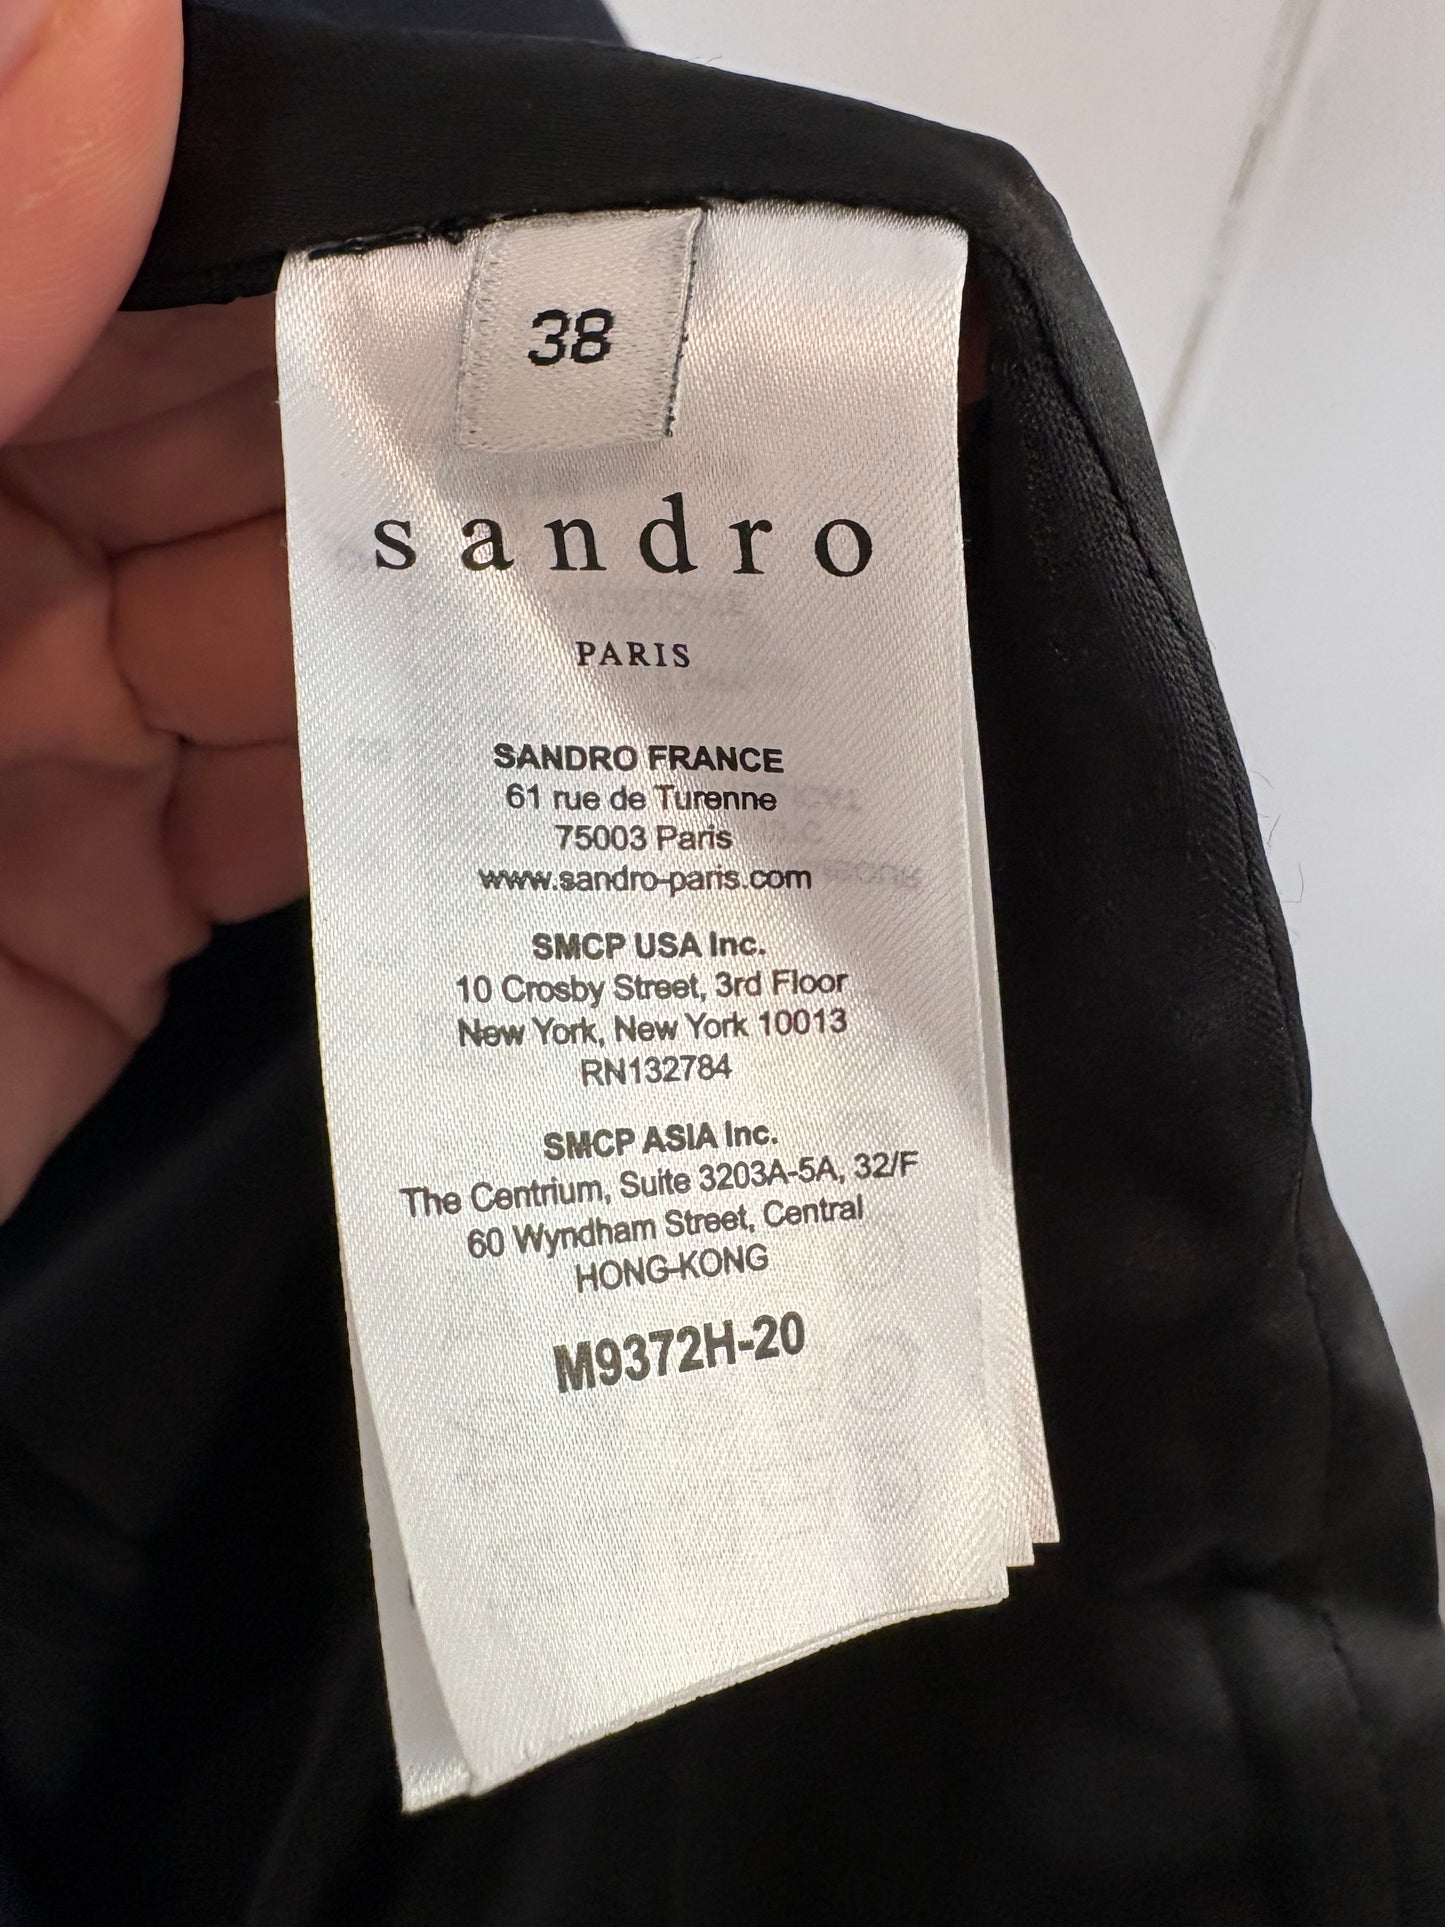 38
sandro
PARIS
SANDRO FRANCE
61 rue de Turenne
75003 Paris
www.sandro-paris.com
SMCP USA Inc.
10 Crosby Street, 3rd Floor
New York, New York 10013
RN132784
SMCP ASIA Inc.
The Centrium, Suite 3203A-5A, 32/F
60 Wyndham Street, Central
HONG-KONG
M9372H-20